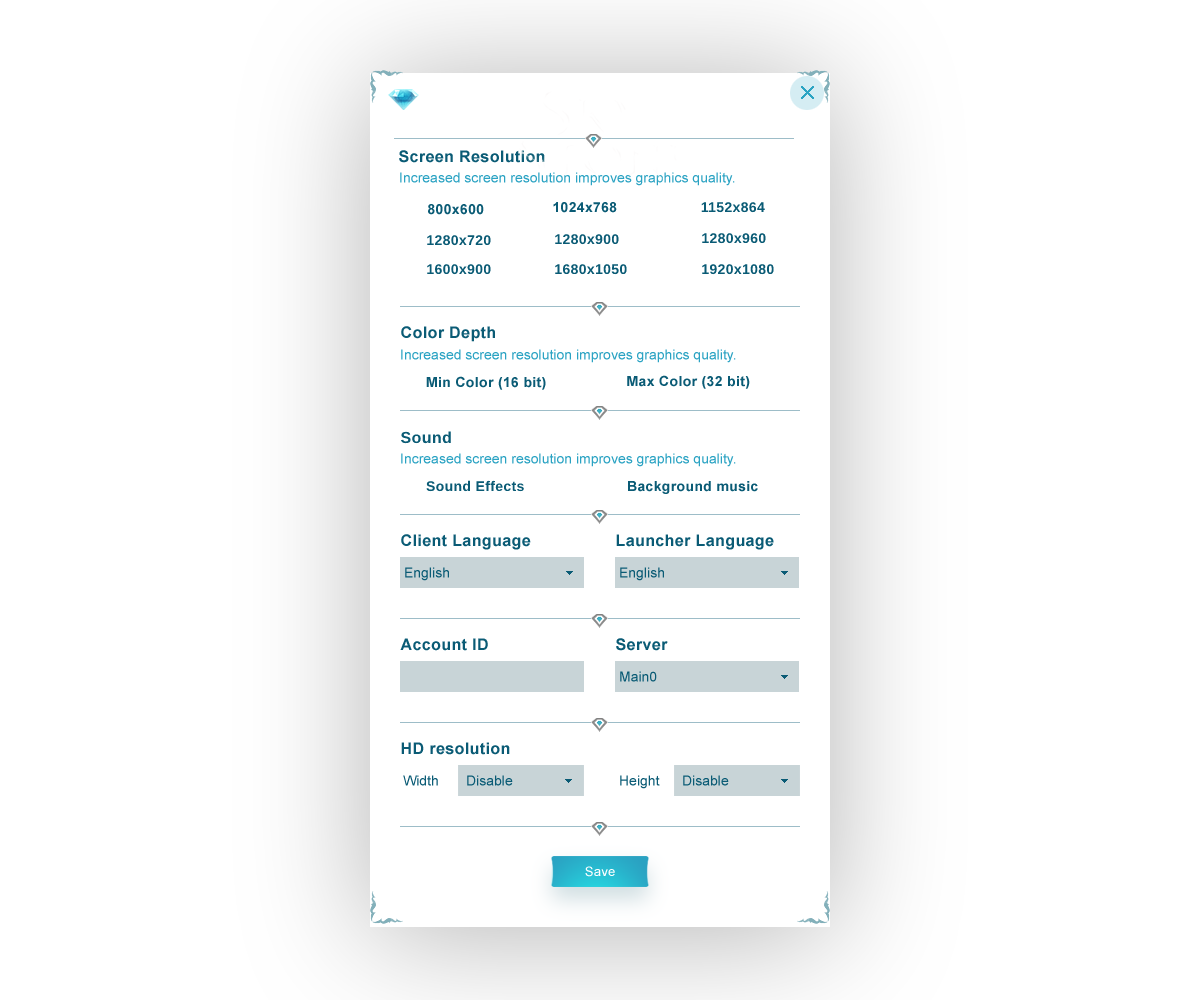 Screen Resolution
Increased screen resolution improves graphics quality.
800x600 1024x768 1152x864
1280x720 1280x900 1280x960
1600x900 1680x1050 1920x1080
Color Depth
Increased screen resolution improves graphics quality.
Min Color (16 bit) Max Color (32 bit)
Sound
Increased screen resolution improves graphics quality.
Sound Effects Background music
Client Language Launcher Language
English English
Account ID Server
Main0
HD resolution
Width Disable Height Disable
Save